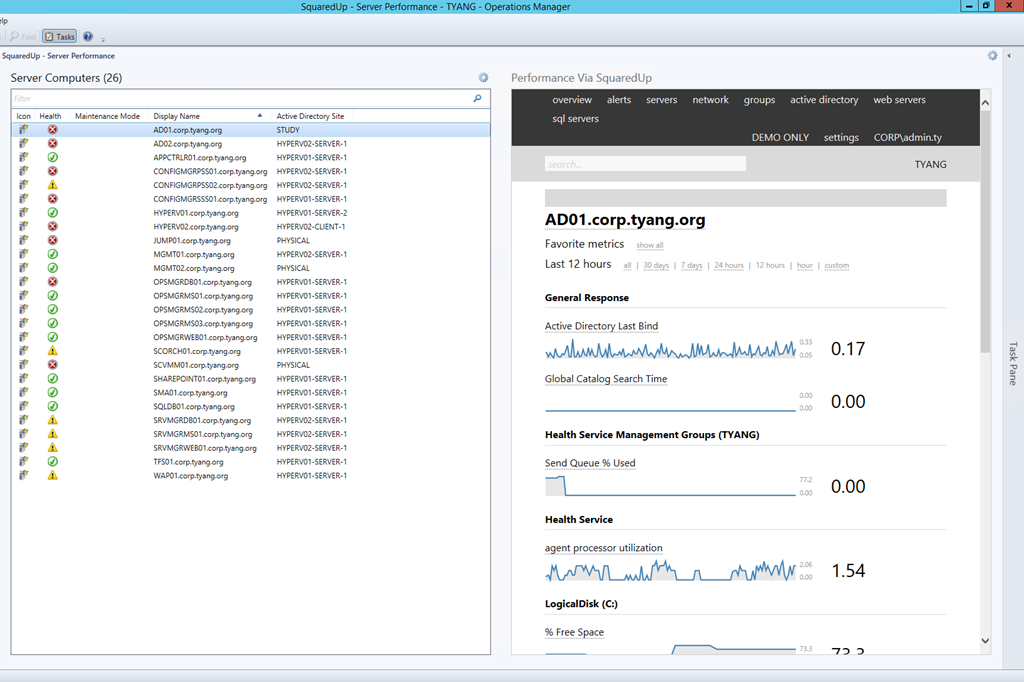 SquaredUp - Server Performance - TYANG - Operations Manager
elp
Find Tasks
SquaredUp - Server Performance
Server Computers (26)
Filter
Icon Health Maintenance Mode Display Name Active Directory Site
AD01.corp.tyang.org STUDY
AD02.corp.tyang.org HYPERV02-SERVER-1
APPCTRLR01.corp.tyang.org HYPERV01-SERVER-1
CONFIGMGRPSS01.corp.tyang.org HYPERV02-SERVER-1
CONFIGMGRPSS02.corp.tyang.org HYPERV02-SERVER-1
CONFIGMGRSSS01.corp.tyang.org HYPERV02-SERVER-1
HYPERV01.corp.tyang.org HYPERV01-SERVER-2
HYPERV02.corp.tyang.org HYPERV02-CLIENT-1
JUMP01.corp.tyang.org PHYSICAL
MGMT01.corp.tyang.org HYPERV02-SERVER-1
MGMT02.corp.tyang.org PHYSICAL
OPSMGRDB01.corp.tyang.org HYPERV01-SERVER-1
OPSMGRMS01.corp.tyang.org HYPERV01-SERVER-1
OPSMGRMS02.corp.tyang.org HYPERV01-SERVER-1
OPSMGRMS03.corp.tyang.org HYPERV01-SERVER-1
OPSMGRWEB01.corp.tyang.org HYPERV01-SERVER-1
SCORCH01.corp.tyang.org HYPERV01-SERVER-1
SCVMM01.corp.tyang.org PHYSICAL
SHAREPOINT01.corp.tyang.org HYPERV01-SERVER-1
SMA01.corp.tyang.org HYPERV01-SERVER-1
SQLDB01.corp.tyang.org HYPERV01-SERVER-1
SRVMGRDB01.corp.tyang.org HYPERV02-SERVER-1
SRVMGRMS01.corp.tyang.org HYPERV02-SERVER-1
SRVMGRWEB01.corp.tyang.org HYPERV02-SERVER-1
TFS01.corp.tyang.org HYPERV01-SERVER-1
WAP01.corp.tyang.org HYPERV01-SERVER-1
Performance Via SquaredUp
overview alerts servers network groups active directory web servers
sql servers
DEMO ONLY settings CORP\admin.ty
search... TYANG
AD01.corp.tyang.org
Favorite metrics show all
Last 12 hours all | 30 days | 7 days | 24 hours | 12 hours | hour | custom
General Response
Active Directory Last Bind
0.33
0.05
0.17
Global Catalog Search Time
0.00
0.00
0.00
Health Service Management Groups (TYANG)
Send Queue % Used
77.2
0.00
0.00
Health Service
agent processor utilization
2.06
0.00
1.54
LogicalDisk (C:)
% Free Space
73.3
73.3
Task Pane